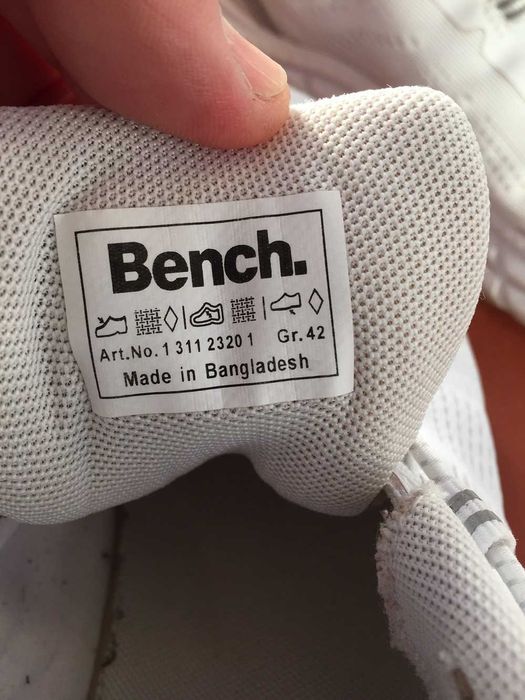 Bench.
Art.No. 1 311 2320 1 Gr. 42
Made in Bangladesh